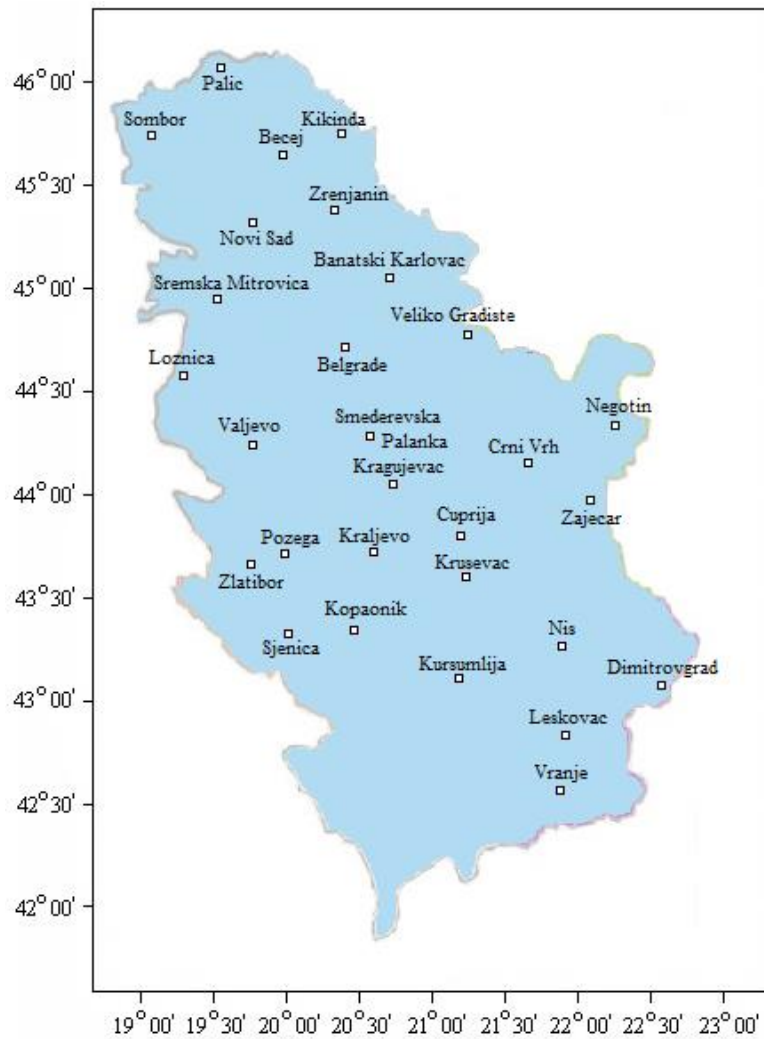 46°00'
Palic
Sombor
Kikinda
Becej
45°30'
Zrenjanin
Novi Sad
Banatski Karlovac
45°00'
Sremska Mitrovica
Veliko Gradiste
Loznica
Belgrade
44°30'
Negotin
Smederevska
Palanka
Valjevo
Crni Vrh
Kragujevac
44°00'
Zajecar
Cuprija
Pozega
Kraljevo
Krusevac
Zlatibor
43°30'
Kopaonik
Nis
Sjenica
Kursumlija
Dimitrovgrad
43°00'
Leskovac
Vranje
42°30'
42°00'
19°00' 19°30' 20°00' 20°30' 21°00' 21°30' 22°00' 22°30' 23°00'